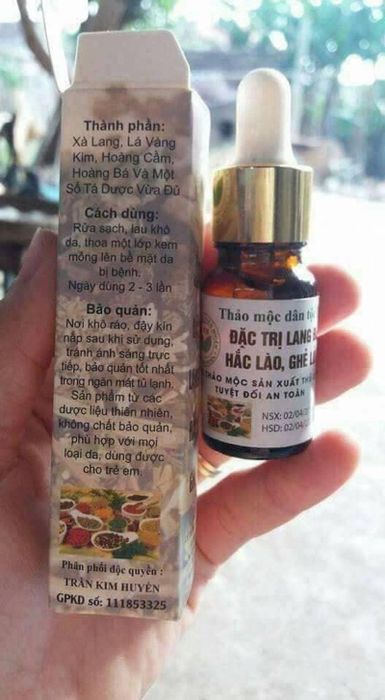 Thành phần:
Xà Lang, Lá Vàng
Kim, Hoàng Cầm,
Hoàng Bá Và Một
Số Tá Dược Vừa Đủ
Cách dùng:
Rửa sạch, lau khô
da, thoa một lớp kem
mỏng lên bề mặt da
bị bệnh.
Ngày dùng 2 - 3 lần
Bảo quản:
Nơi khô ráo, đậy kín
nắp sau khi sử dụng,
tránh ánh sáng trực
tiếp, bảo quản tốt nhất
trong ngăn mát tủ lạnh.
Sản phẩm từ các
dược liệu thiên nhiên,
không chất bảo quản,
phù hợp với mọi
loại da, dùng được
cho trẻ em.
Phân phối độc quyền :
TRẦN KIM HUYỀN
GPKD số: 111853325
Thảo mộc dân tộc
ĐẶC TRỊ LANG
HẮC LÀO, GHẺ
THẢO MỘC SẢN XUẤT
TUYỆT ĐỐI AN TOÀN
NSX: 02/04/
HSD: 02/04/